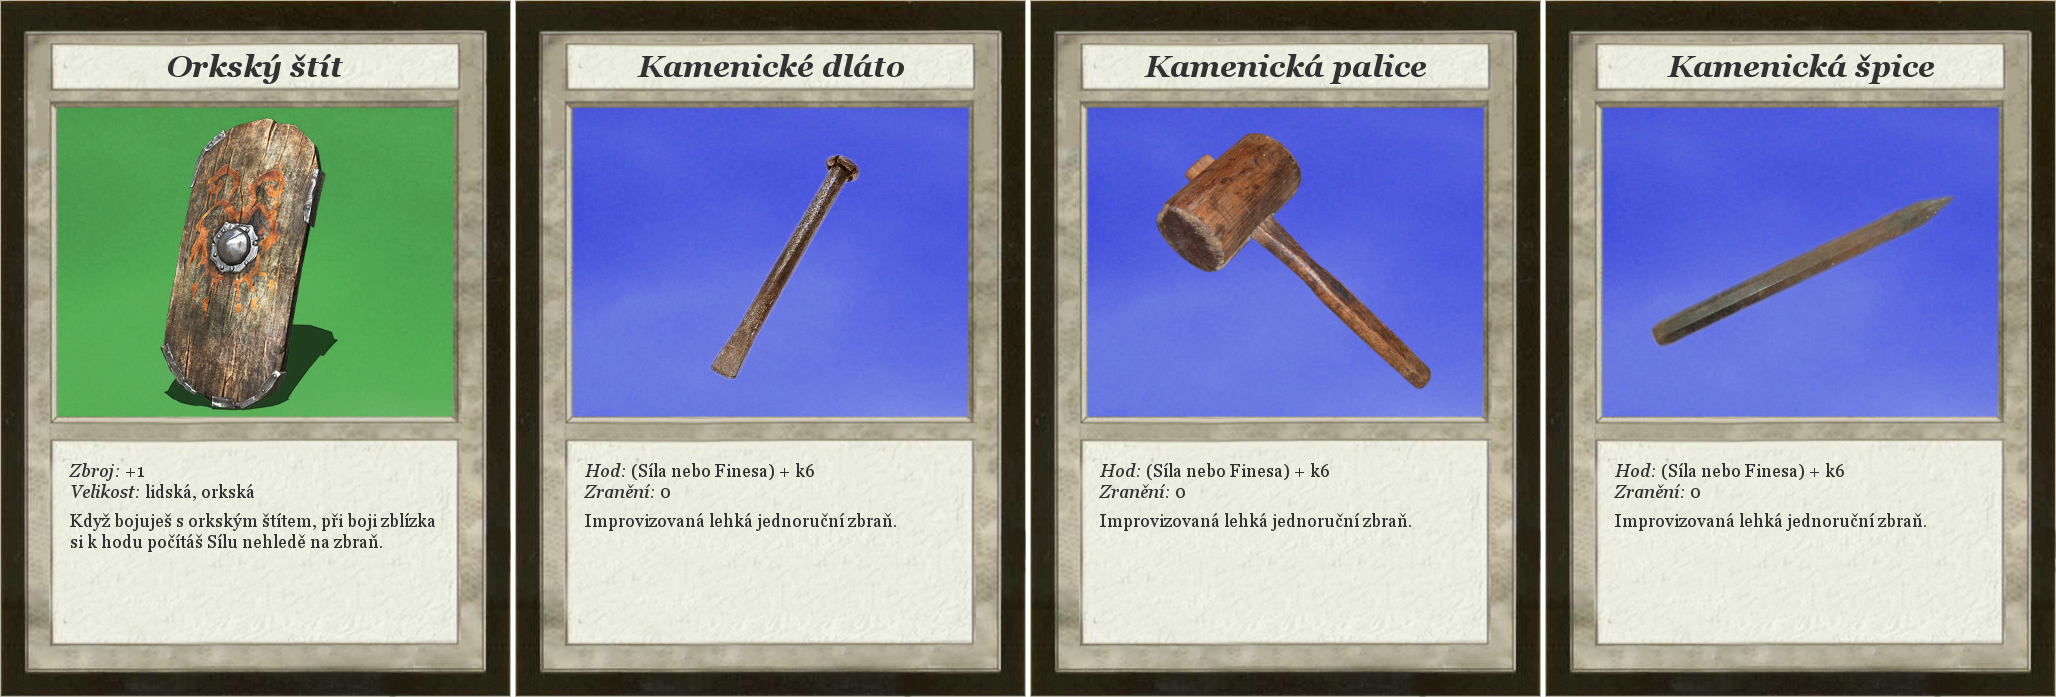 Orkský štít
Zbroj: +1
Velikost: lidská, orkská
Když bojuješ s orkským štítem, při boji zblízka
si k hodu počítáš Sílu nehledě na zbraň.
Kamenické dláto
Hod: (Síla nebo Finesa) + k6
Zranění: 0
Improvizovaná lehká jednoruční zbraň.
Kamenická palice
Hod: (Síla nebo Finesa) + k6
Zranění: 0
Improvizovaná lehká jednoruční zbraň.
Kamenická špice
Hod: (Síla nebo Finesa) + k6
Zranění: 0
Improvizovaná lehká jednoruční zbraň.